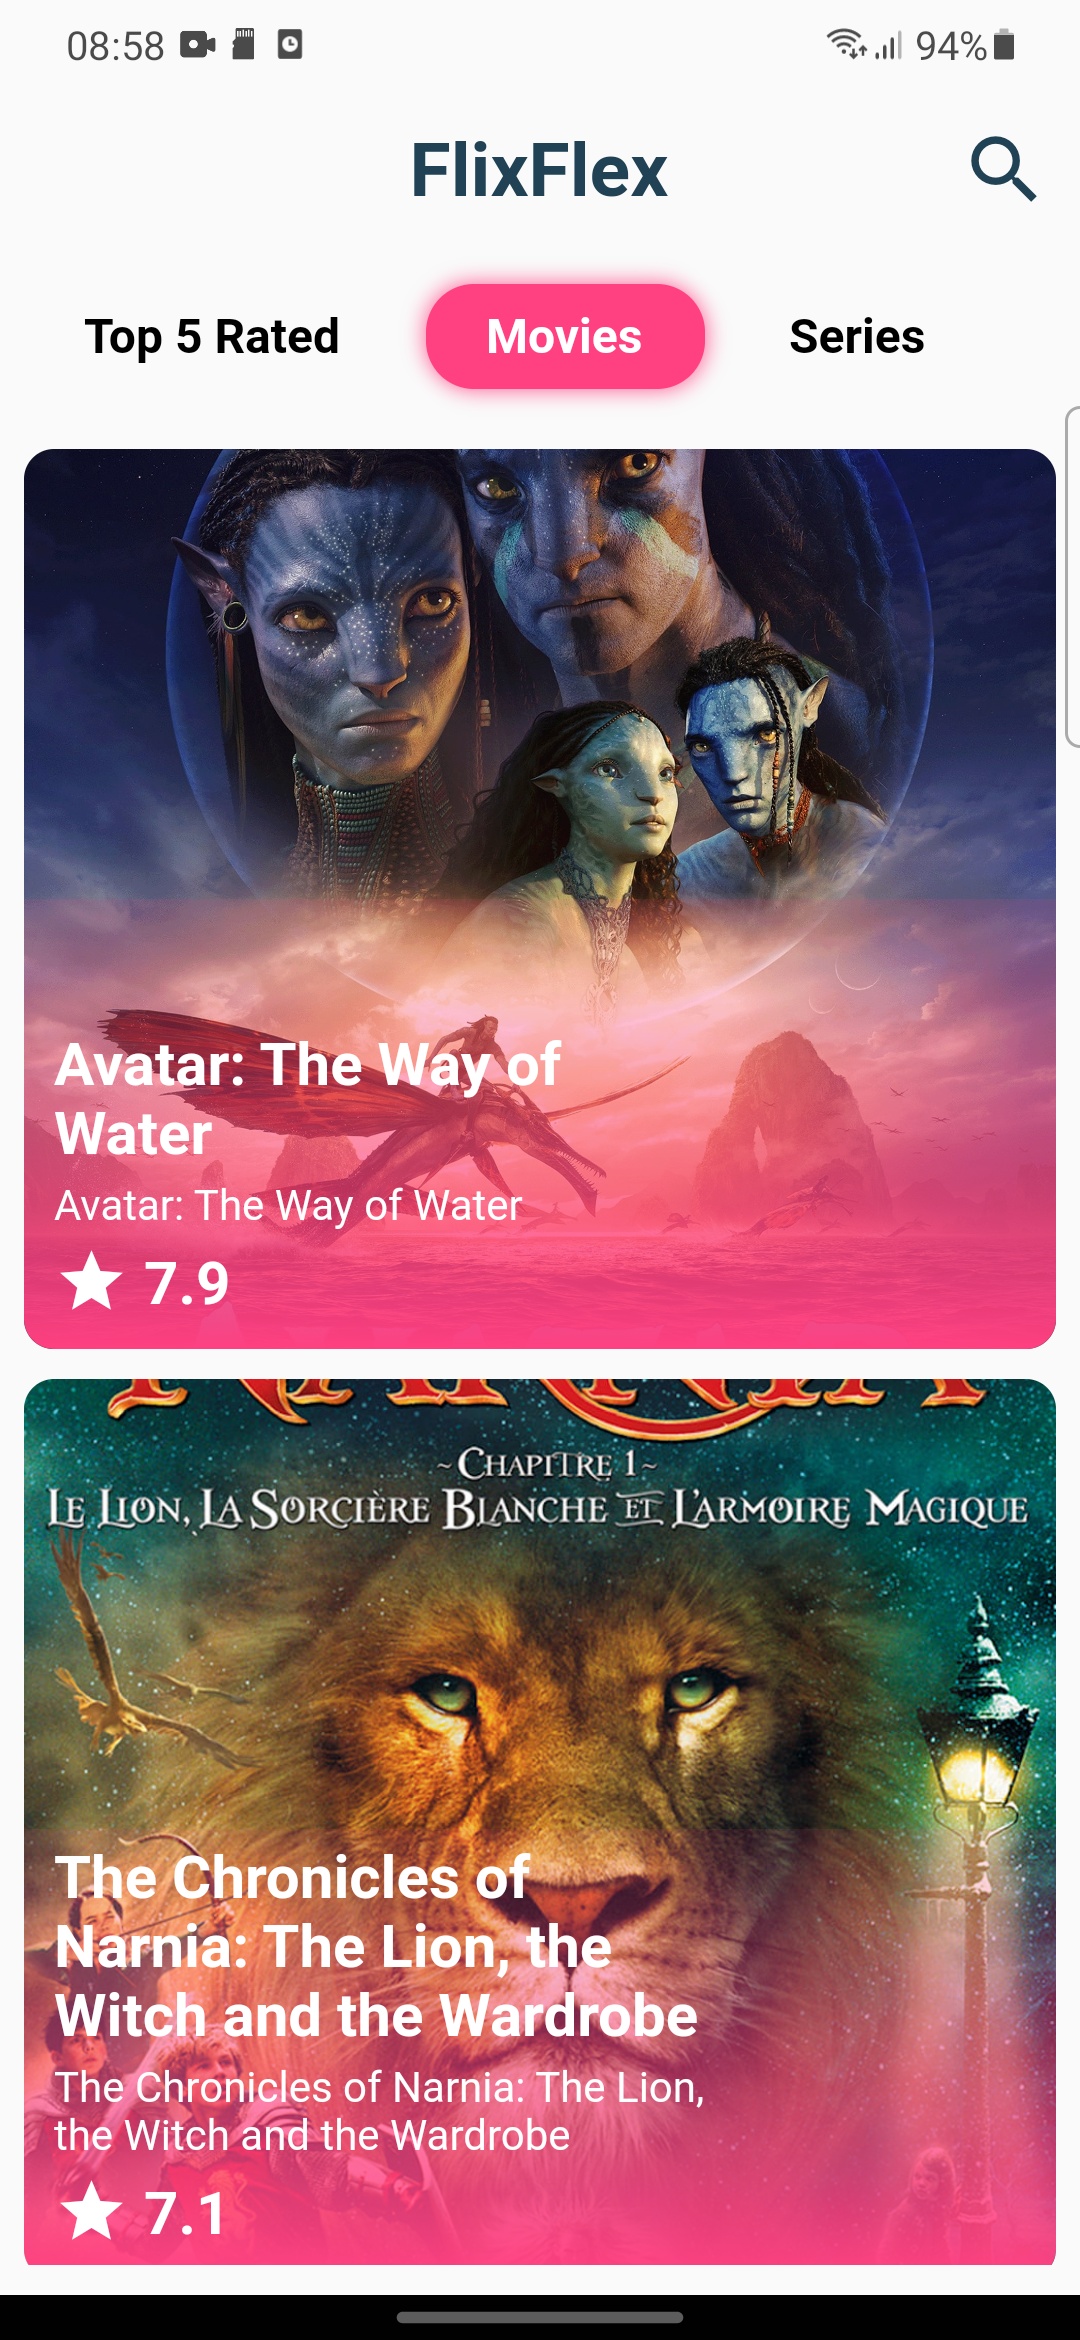 08:58
94%
FlixFlex
Top 5 Rated
Movies
Series
Avatar: The Way of
Water
Avatar: The Way of Water
7.9
NARNIA
~CHAPITRE 1~
LE LION, LA SORCIÈRE BLANCHE ET L'ARMOIRE MAGIQUE
The Chronicles of
Narnia: The Lion, the
Witch and the Wardrobe
The Chronicles of Narnia: The Lion,
the Witch and the Wardrobe
7.1